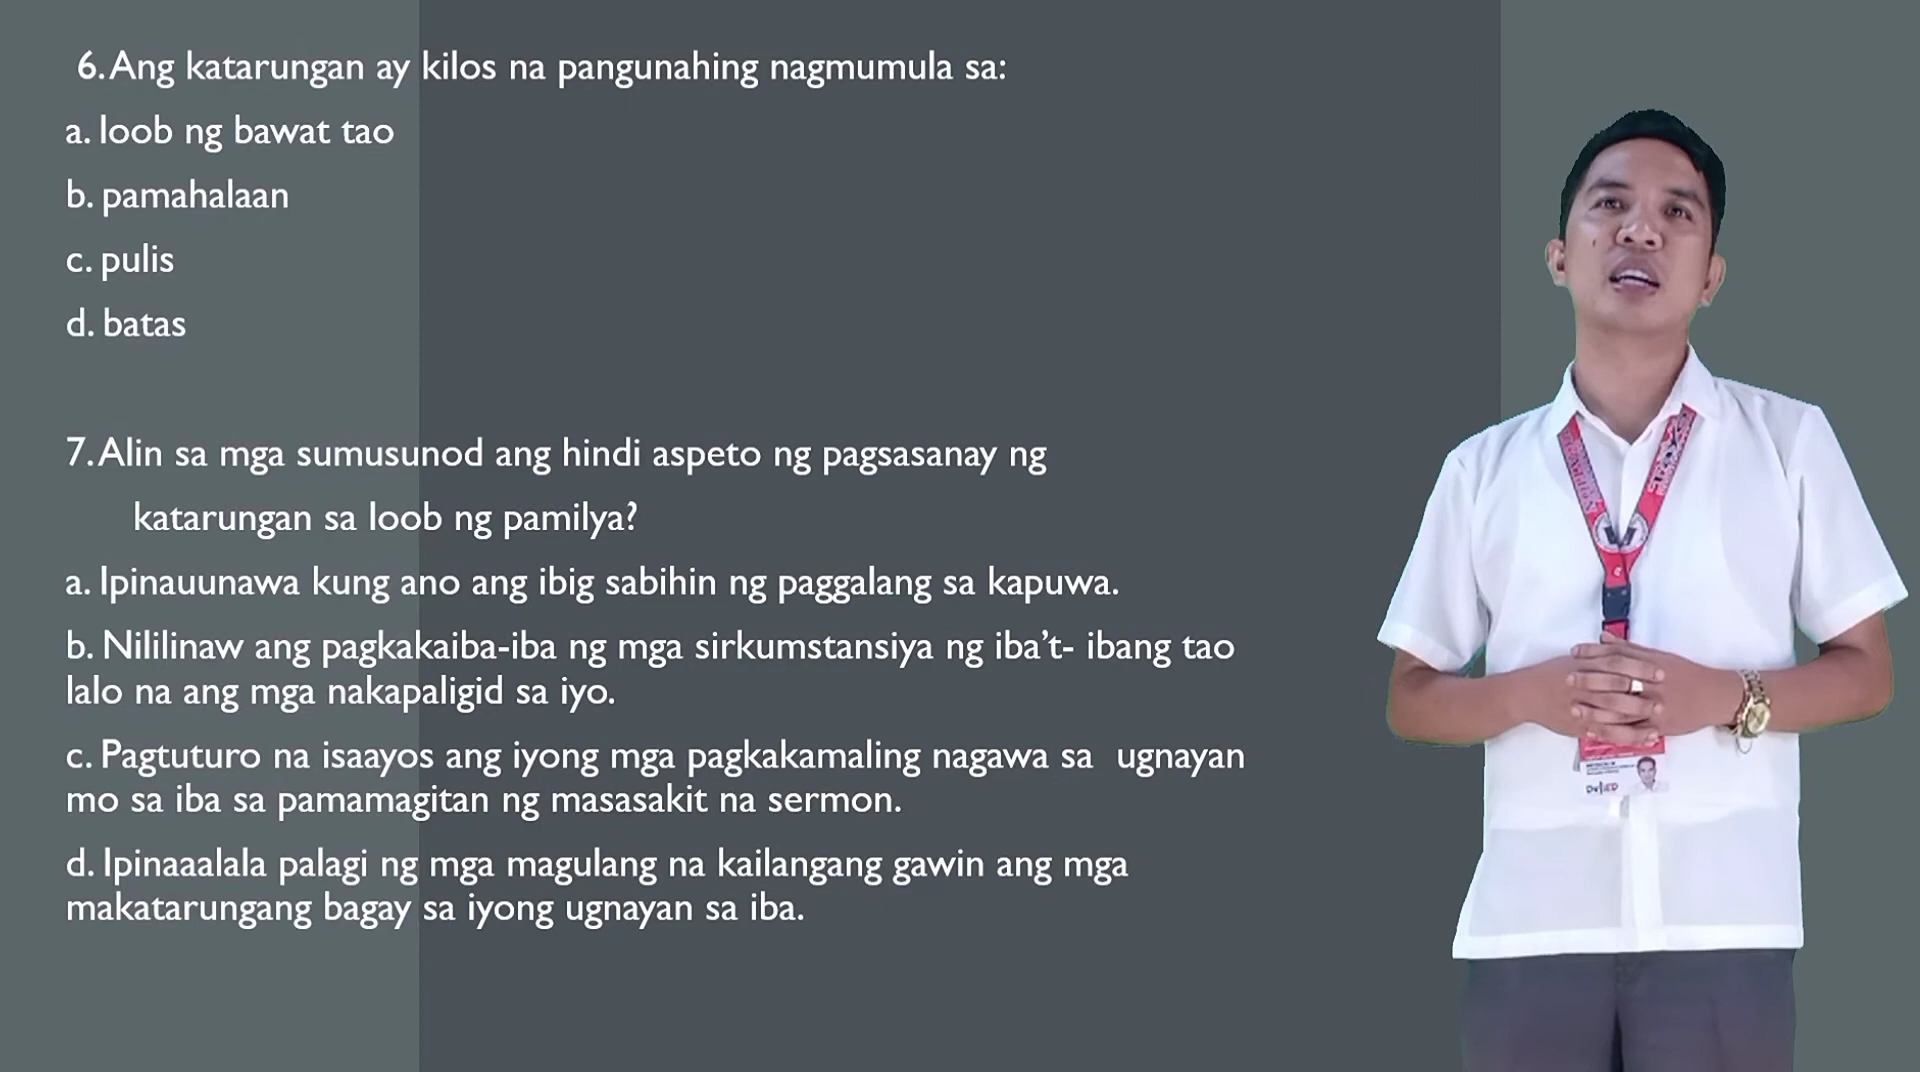 6. Ang katarungan ay kilos na pangunahing nagmumula sa:
a. loob ng bawat tao
b. pamahalaan
c. pulis
d. batas
7. Alin sa mga sumusunod ang hindi aspeto ng pagsasanay ng
katarungan sa loob ng pamilya?
a. Ipinauunawa kung ano ang ibig sabihin ng paggalang sa kapuwa.
b. Nililinaw ang pagkakaiba-iba ng mga sirkumstansiya ng iba't- ibang tao
lalo na ang mga nakapaligid sa iyo.
c. Pagtuturo na isaayos ang iyong mga pagkakamaling nagawa sa ugnayan
mo sa iba sa pamamagitan ng masasakit na sermon.
d. Ipinaaalala palagi ng mga magulang na kailangang gawin ang mga
makatarungang bagay sa iyong ugnayan sa iba.
DepED